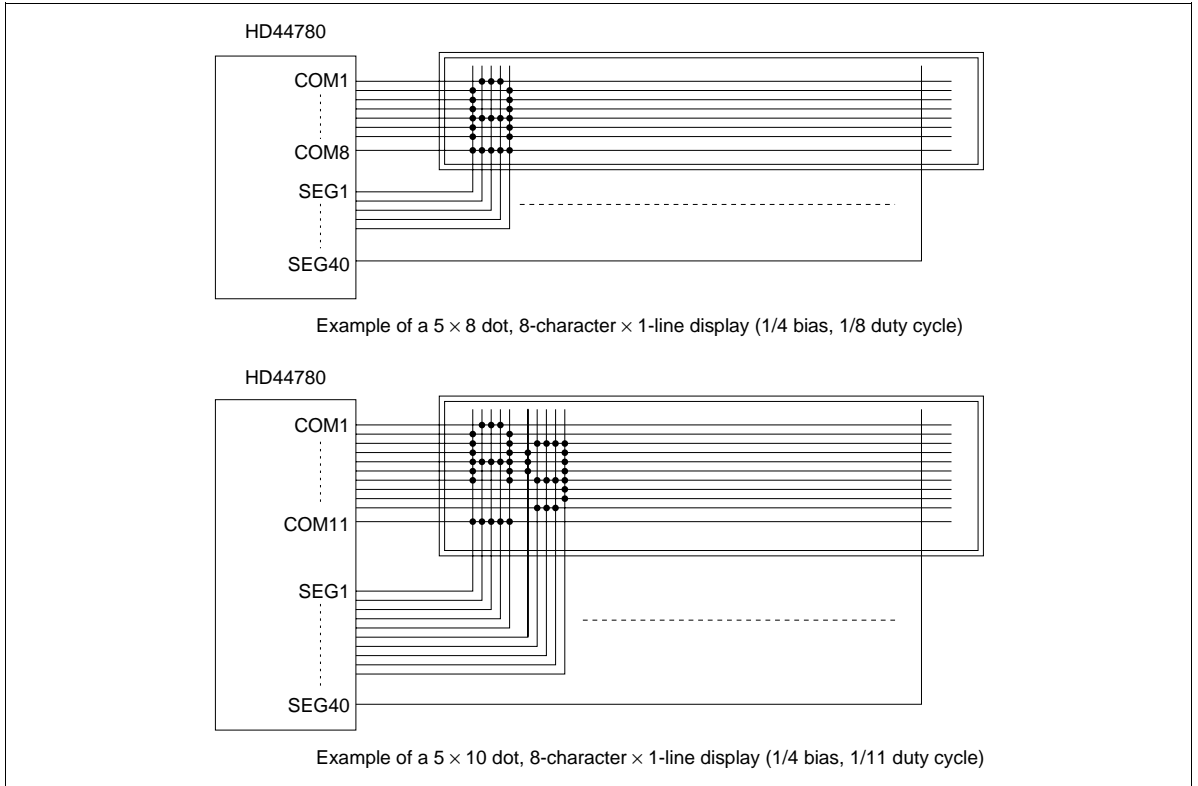 HD44780
COM1
COM8
SEG1
SEG40
Example of a 5 × 8 dot, 8-character × 1-line display (1/4 bias, 1/8 duty cycle)
HD44780
COM1
COM11
SEG1
SEG40
Example of a 5 × 10 dot, 8-character × 1-line display (1/4 bias, 1/11 duty cycle)